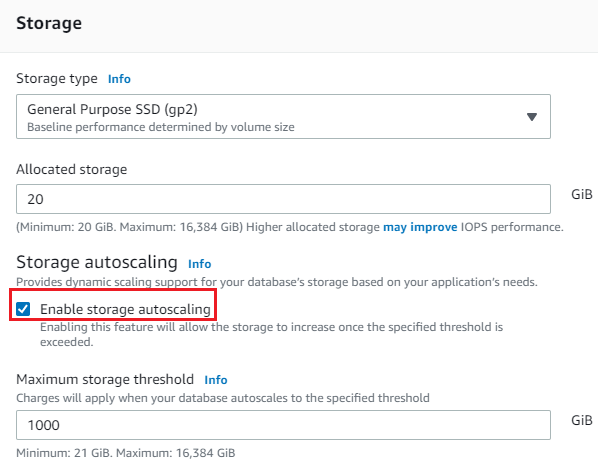 Storage
Storage type Info
General Purpose SSD (gp2)
Baseline performance determined by volume size
Allocated storage
20 GiB
(Minimum: 20 GiB. Maximum: 16,384 GiB) Higher allocated storage may improve IOPS performance.
Storage autoscaling Info
Provides dynamic scaling support for your database's storage based on your application's needs.
Enable storage autoscaling
Enabling this feature will allow the storage to increase once the specified threshold is
exceeded.
Maximum storage threshold Info
Charges will apply when your database autoscales to the specified threshold
1000 GiB
Minimum: 21 GiB. Maximum: 16,384 GiB